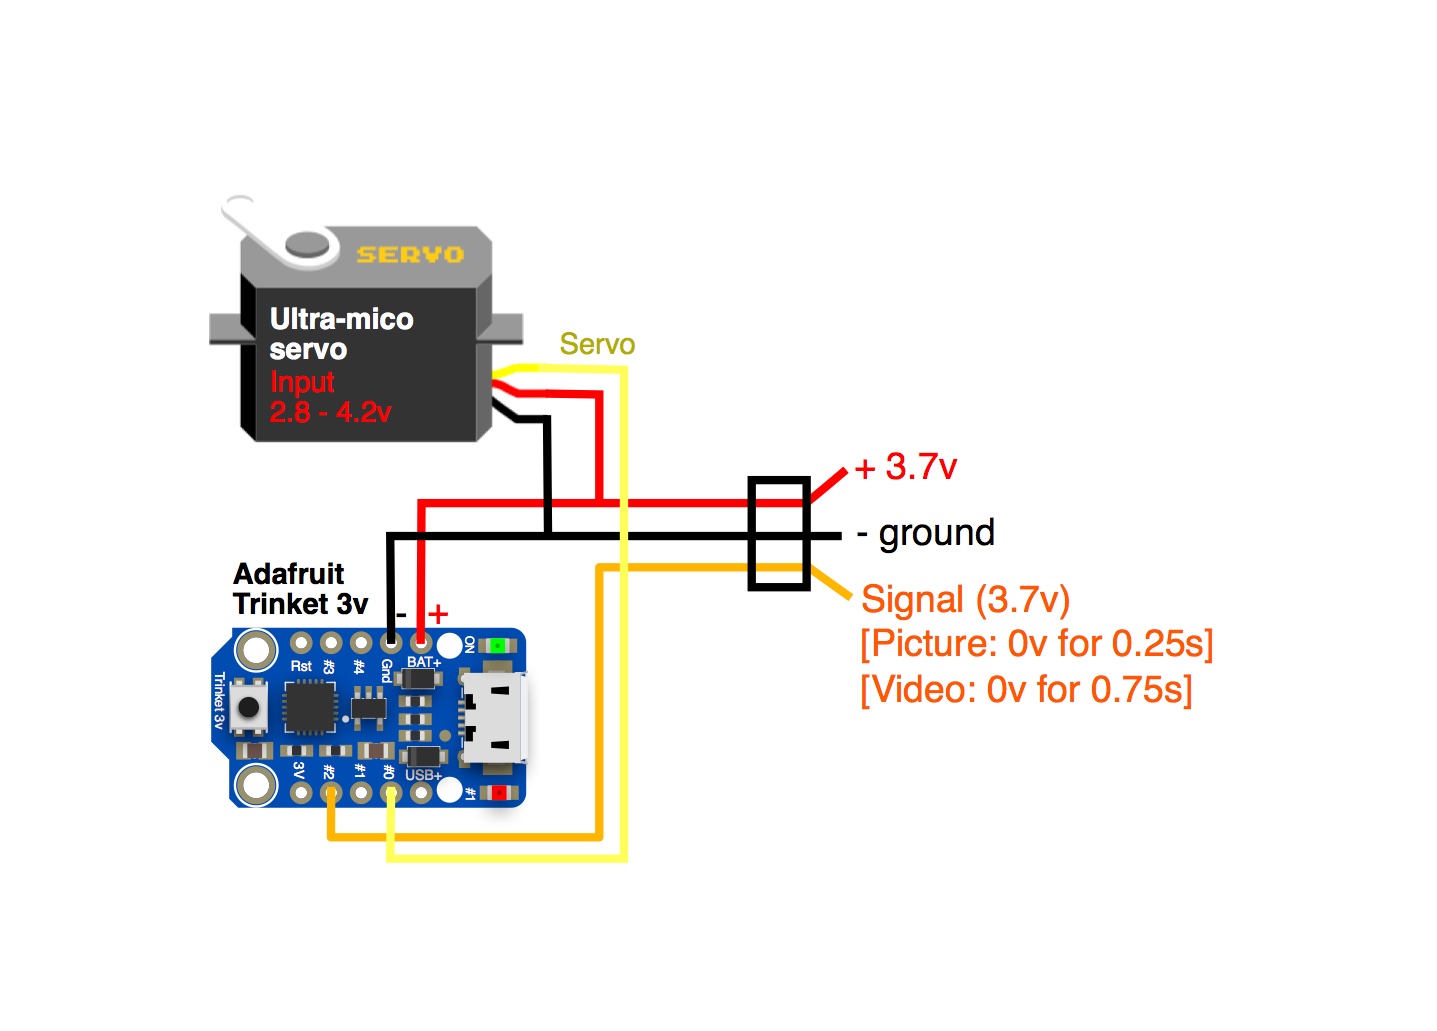 SERVO
Ultra-mico
servo
Input
2.8 - 4.2v
Servo
+ 3.7v
- ground
Signal (3.7v)
[Picture: 0v for 0.25s]
[Video: 0v for 0.75s]
Adafruit
Trinket 3v
- +
Rst #3 #4 Gnd BAT+ ON
Trinket 3v
3V #2 #1 #0 USB+ #1